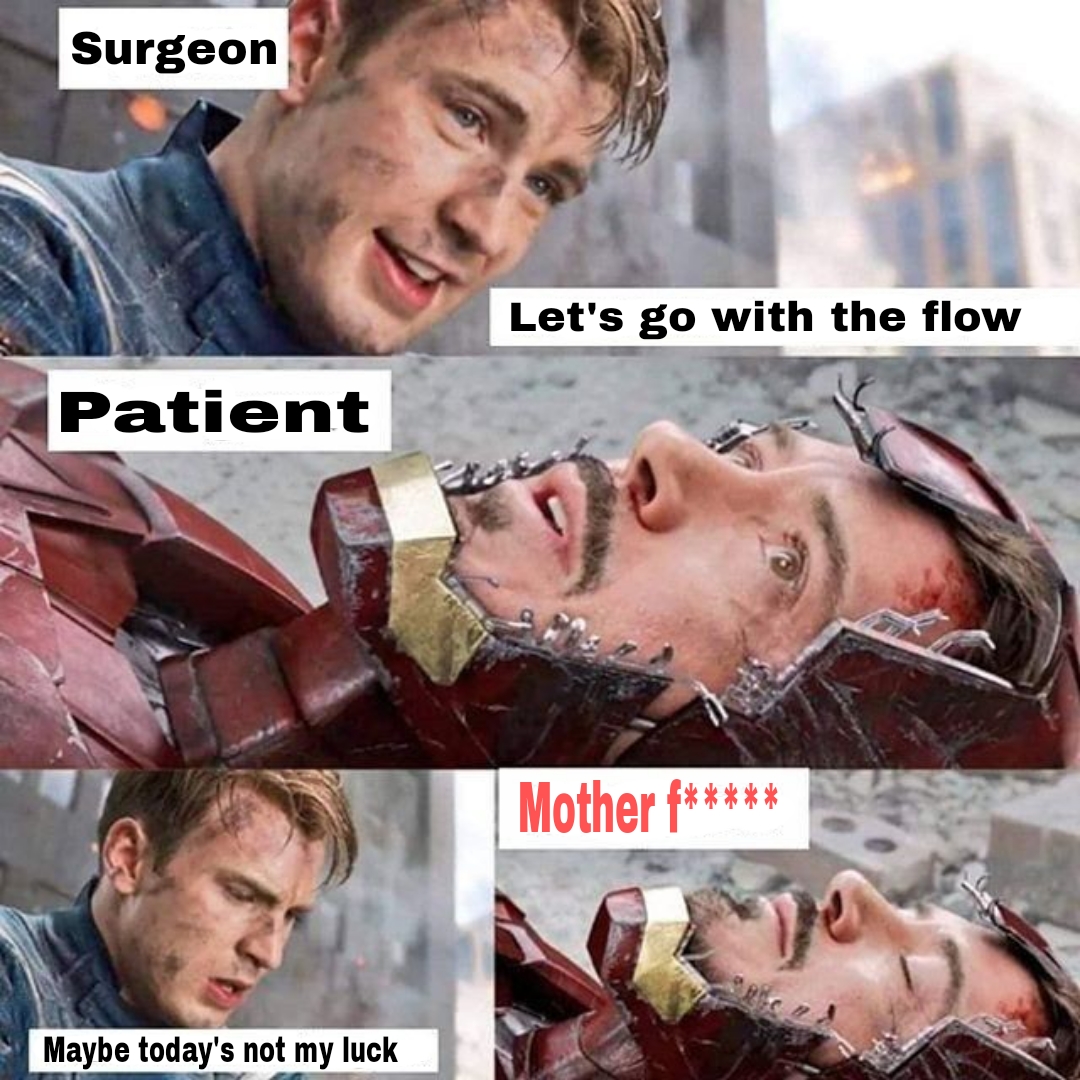 Surgeon
Let's go with the flow
Patient
Mother f*****
Maybe today's not my luck